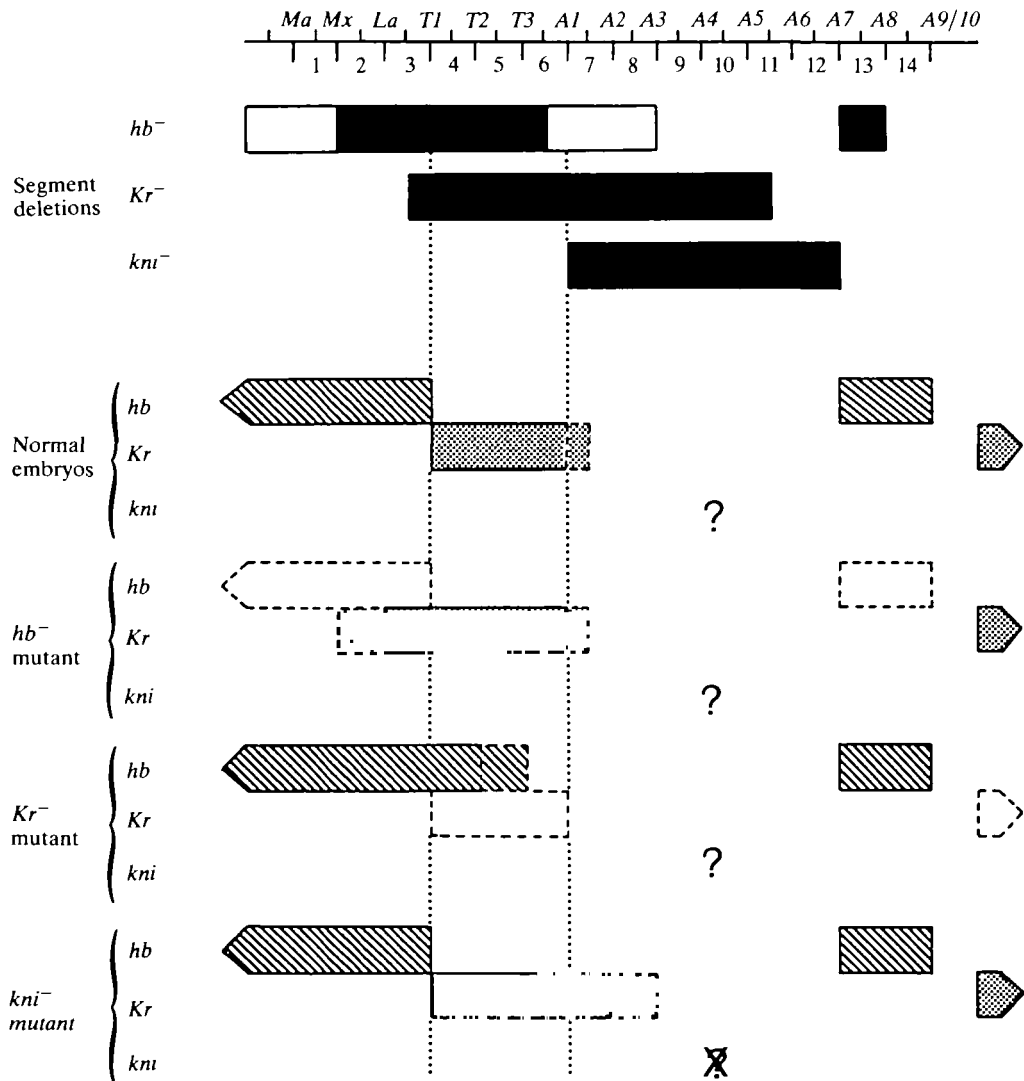 Ma Mx La T1 T2 T3 A1 A2 A3 A4 A5 A6 A7 A8 A9/10
1 2 3 4 5 6 7 8 9 10 11 12 13 14
hb⁻
Segment
deletions
Kr⁻
kni⁻
Normal
embryos
hb
Kr
kni
?
hb⁻
mutant
hb
Kr
kni
?
Kr⁻
mutant
hb
Kr
kni
?
kni⁻
mutant
hb
Kr
kni
?